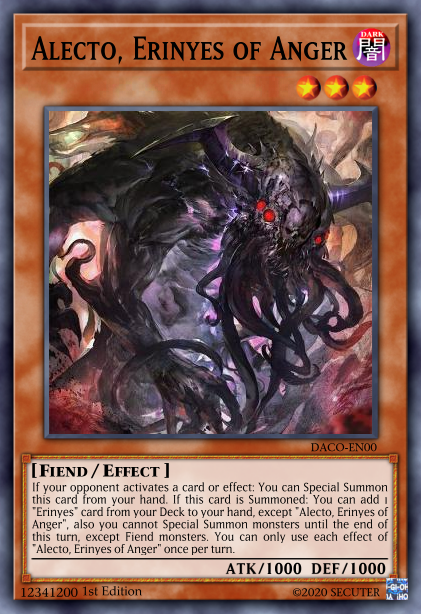 Alecto, Erinyes of Anger
DARK
闇
DACO-EN00
[Fiend / Effect ]
If your opponent activates a card or effect: You can Special Summon
this card from your hand. If this card is Summoned: You can add 1
"Erinyes" card from your Deck to your hand, except "Alecto, Erinyes of
Anger", also you cannot Special Summon monsters until the end of
this turn, except Fiend monsters. You can only use each effect of
"Alecto, Erinyes of Anger" once per turn.
ATK/1000 DEF/1000
12341200 1st Edition
©2020 SECUTER